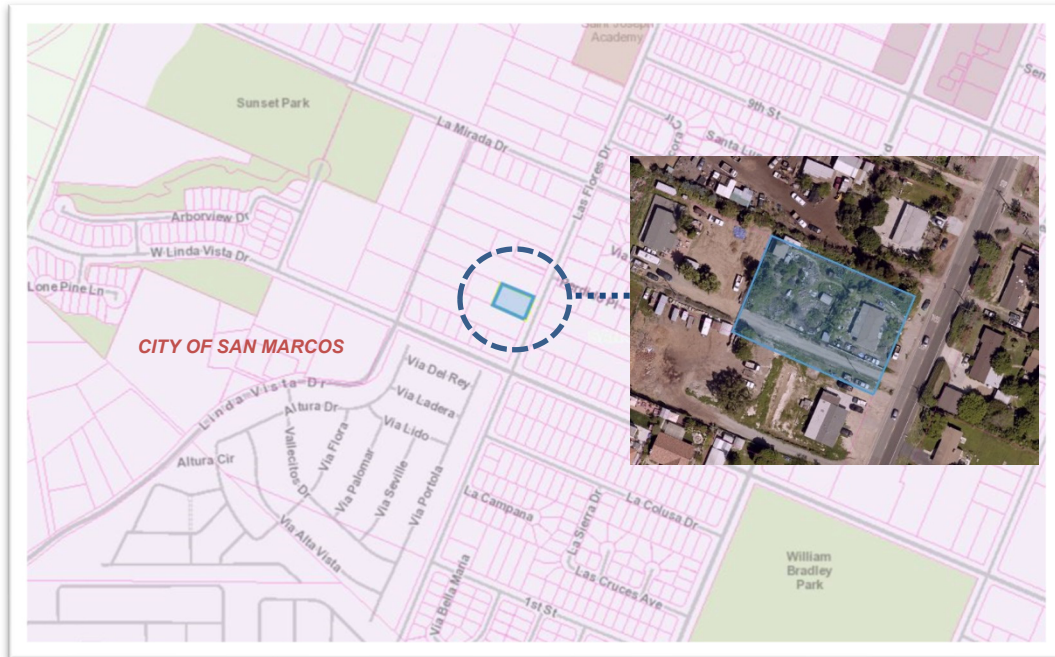 Saint Joseph
Academy
Sunset Park
9th St
La Mirada Dr
Las Flores Dr
Arborview Dr
W Linda Vista Dr
Lone Pine Ln
CITY OF SAN MARCOS
Via Del Rey
Linda Vista Dr
Altura Dr
Via Ladera
Via Lido
Via Flora
Vallecitos Dr
Altura Cir
Via Palomar
Via Seville
Via Portola
La Campana
La Sierra Dr
La Colusa Dr
Via Alta Vista
Las Cruces Ave
William
Bradley
Park
Via Bella Maria
1st St